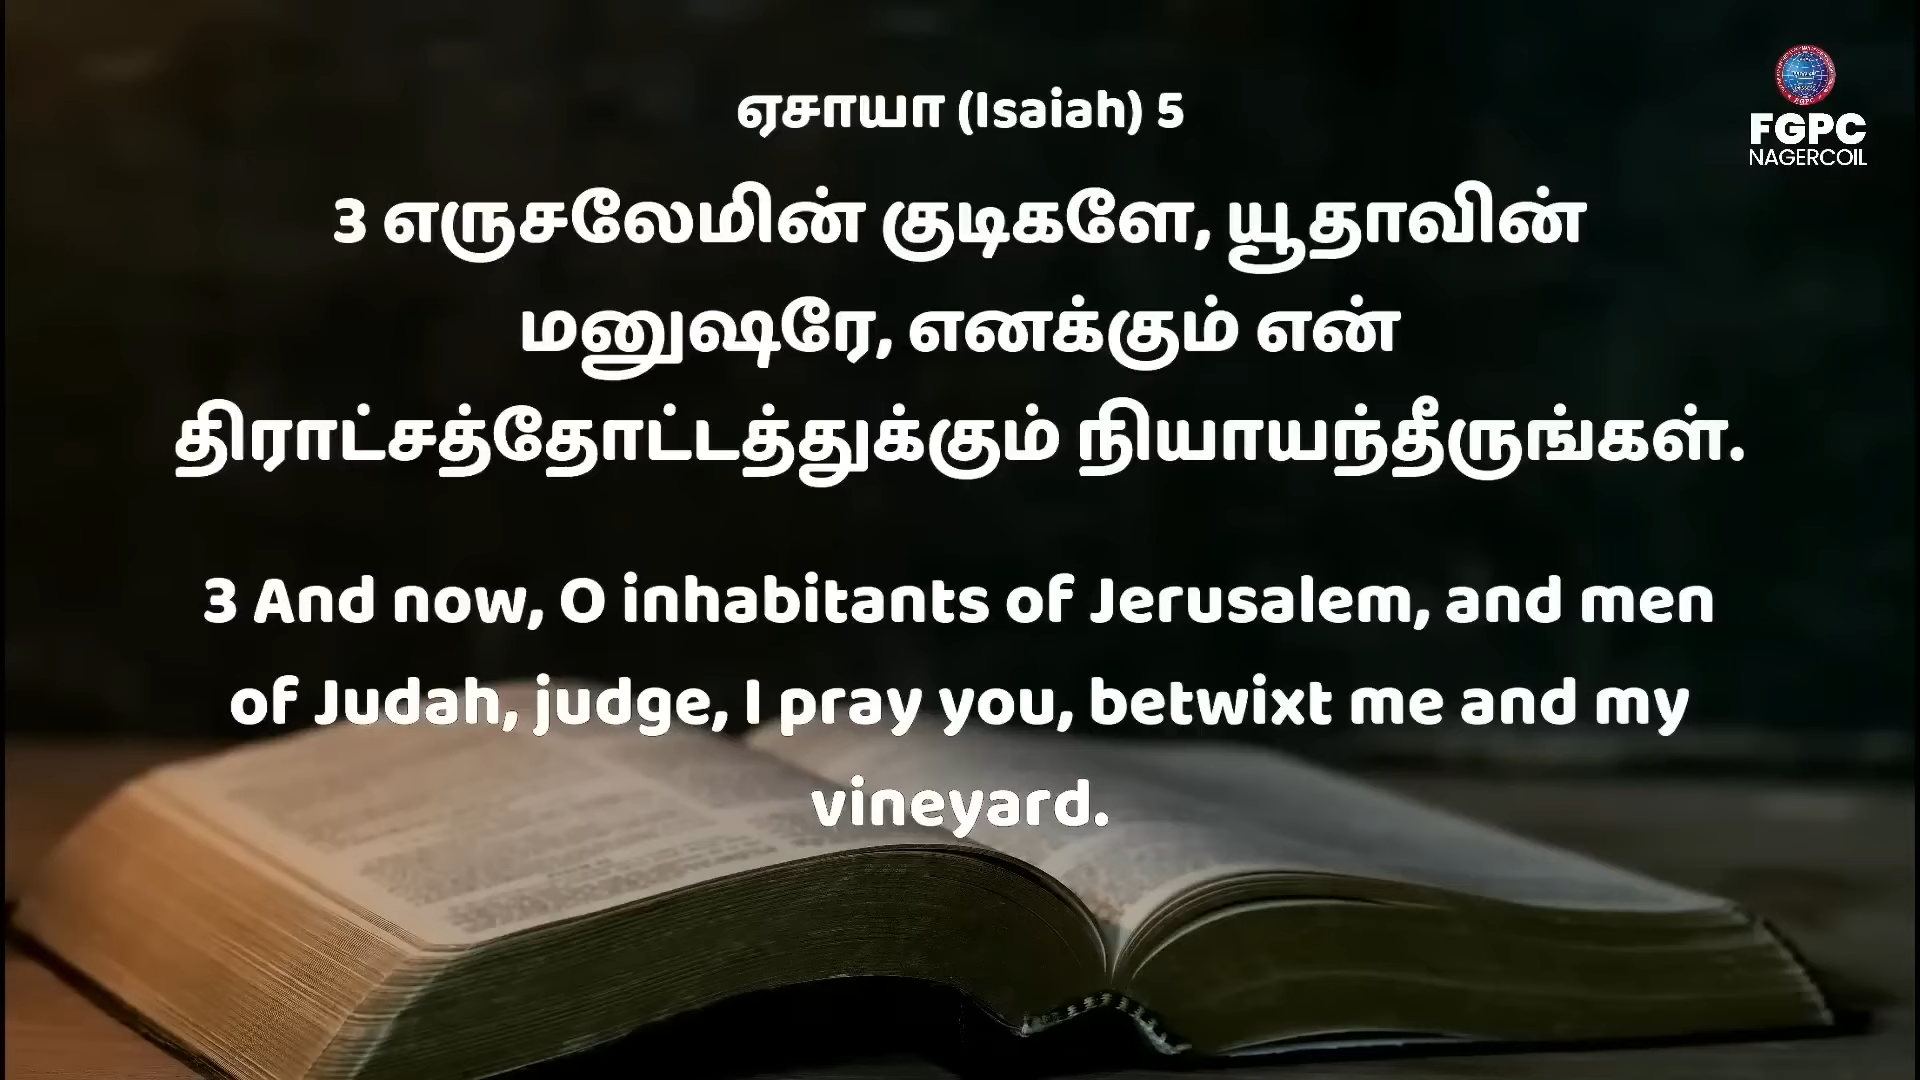 ஏசாயா (Isaiah) 5
FGPC
NAGERCOIL
3 எருசலேமின் குடிகளே, யூதாவின்
மனுஷரே, எனக்கும் என்
திராட்சத்தோட்டத்துக்கும் நியாயந்தீருங்கள்.
3 And now, O inhabitants of Jerusalem, and men
of Judah, judge, I pray you, betwixt me and my
vineyard.